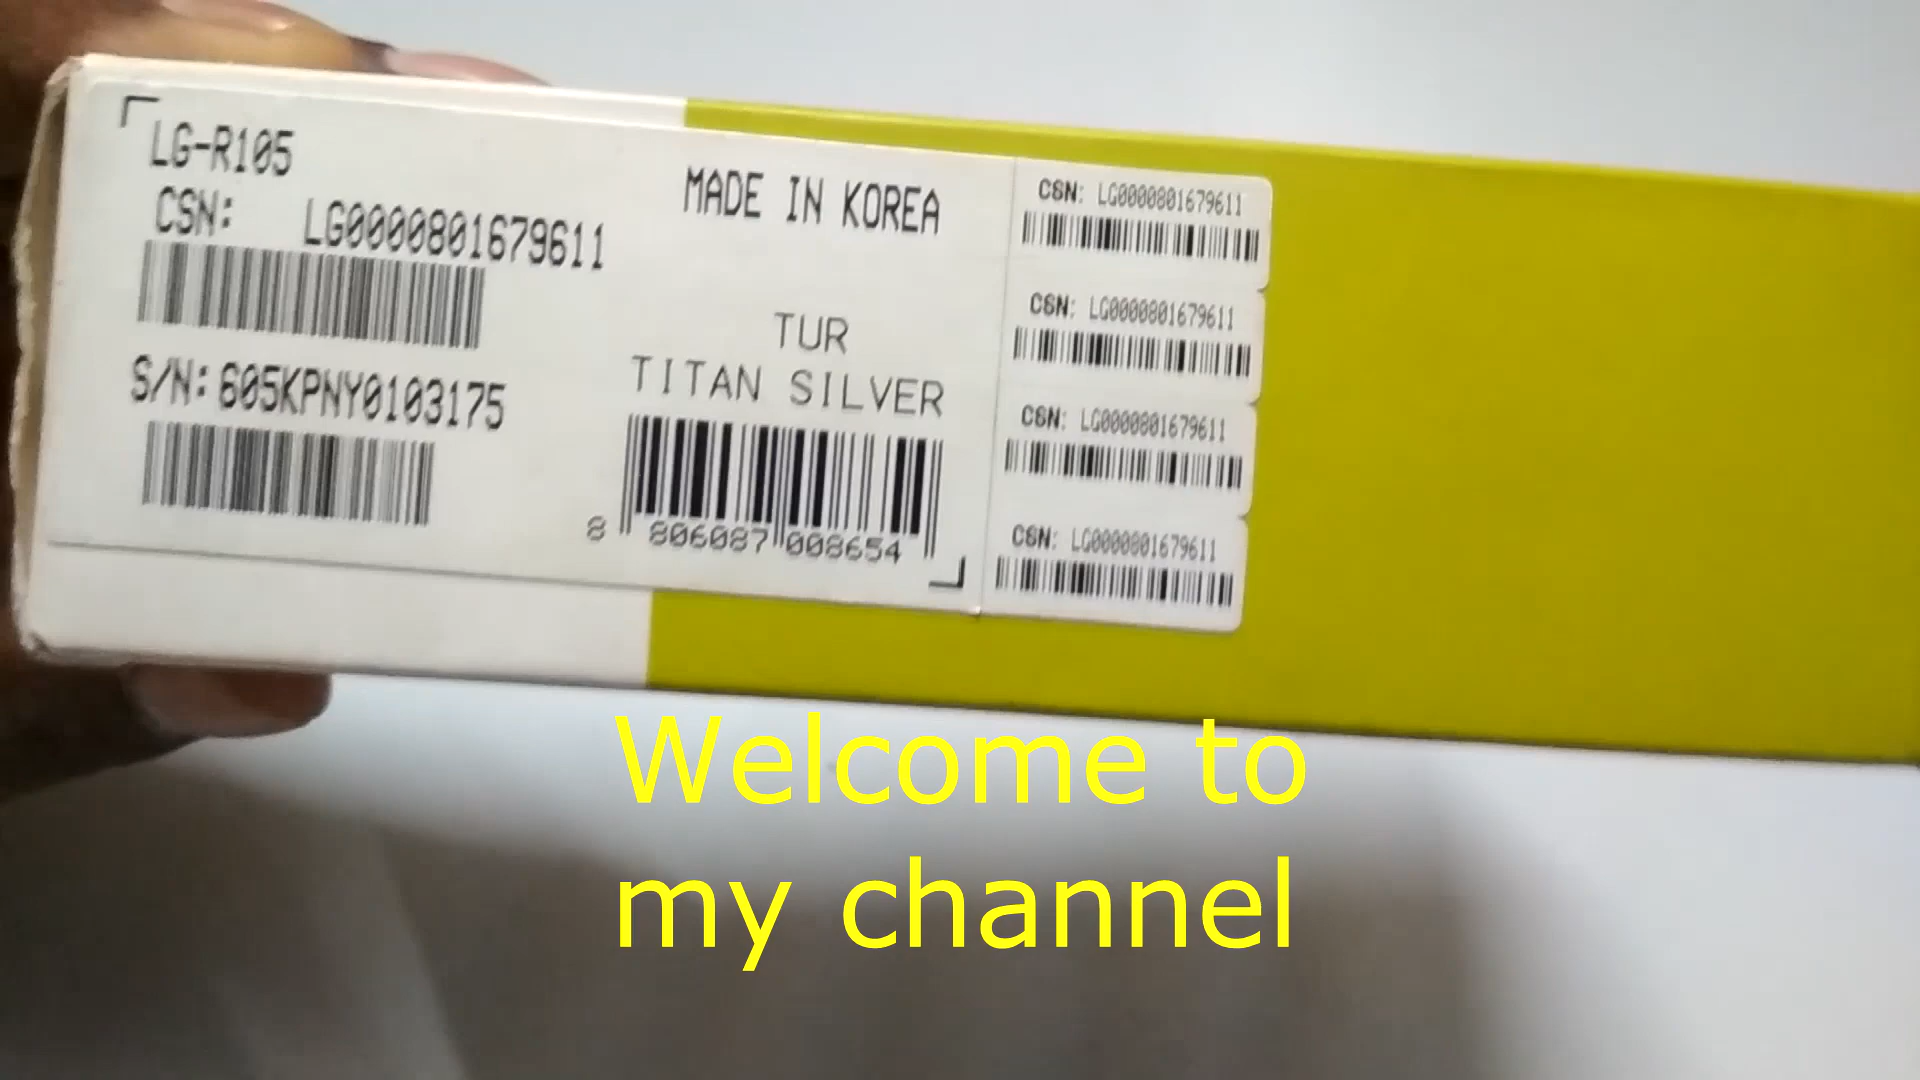 LG-R105
CSN: LG0000801679611
S/N: 605KPNY0103175
MADE IN KOREA
TUR
TITAN SILVER
8 806087 008654
CSN: LG0000801679611
CSN: LG0000801679611
CSN: LG0000801679611
CSN: LG0000801679611
Welcome to
my channel